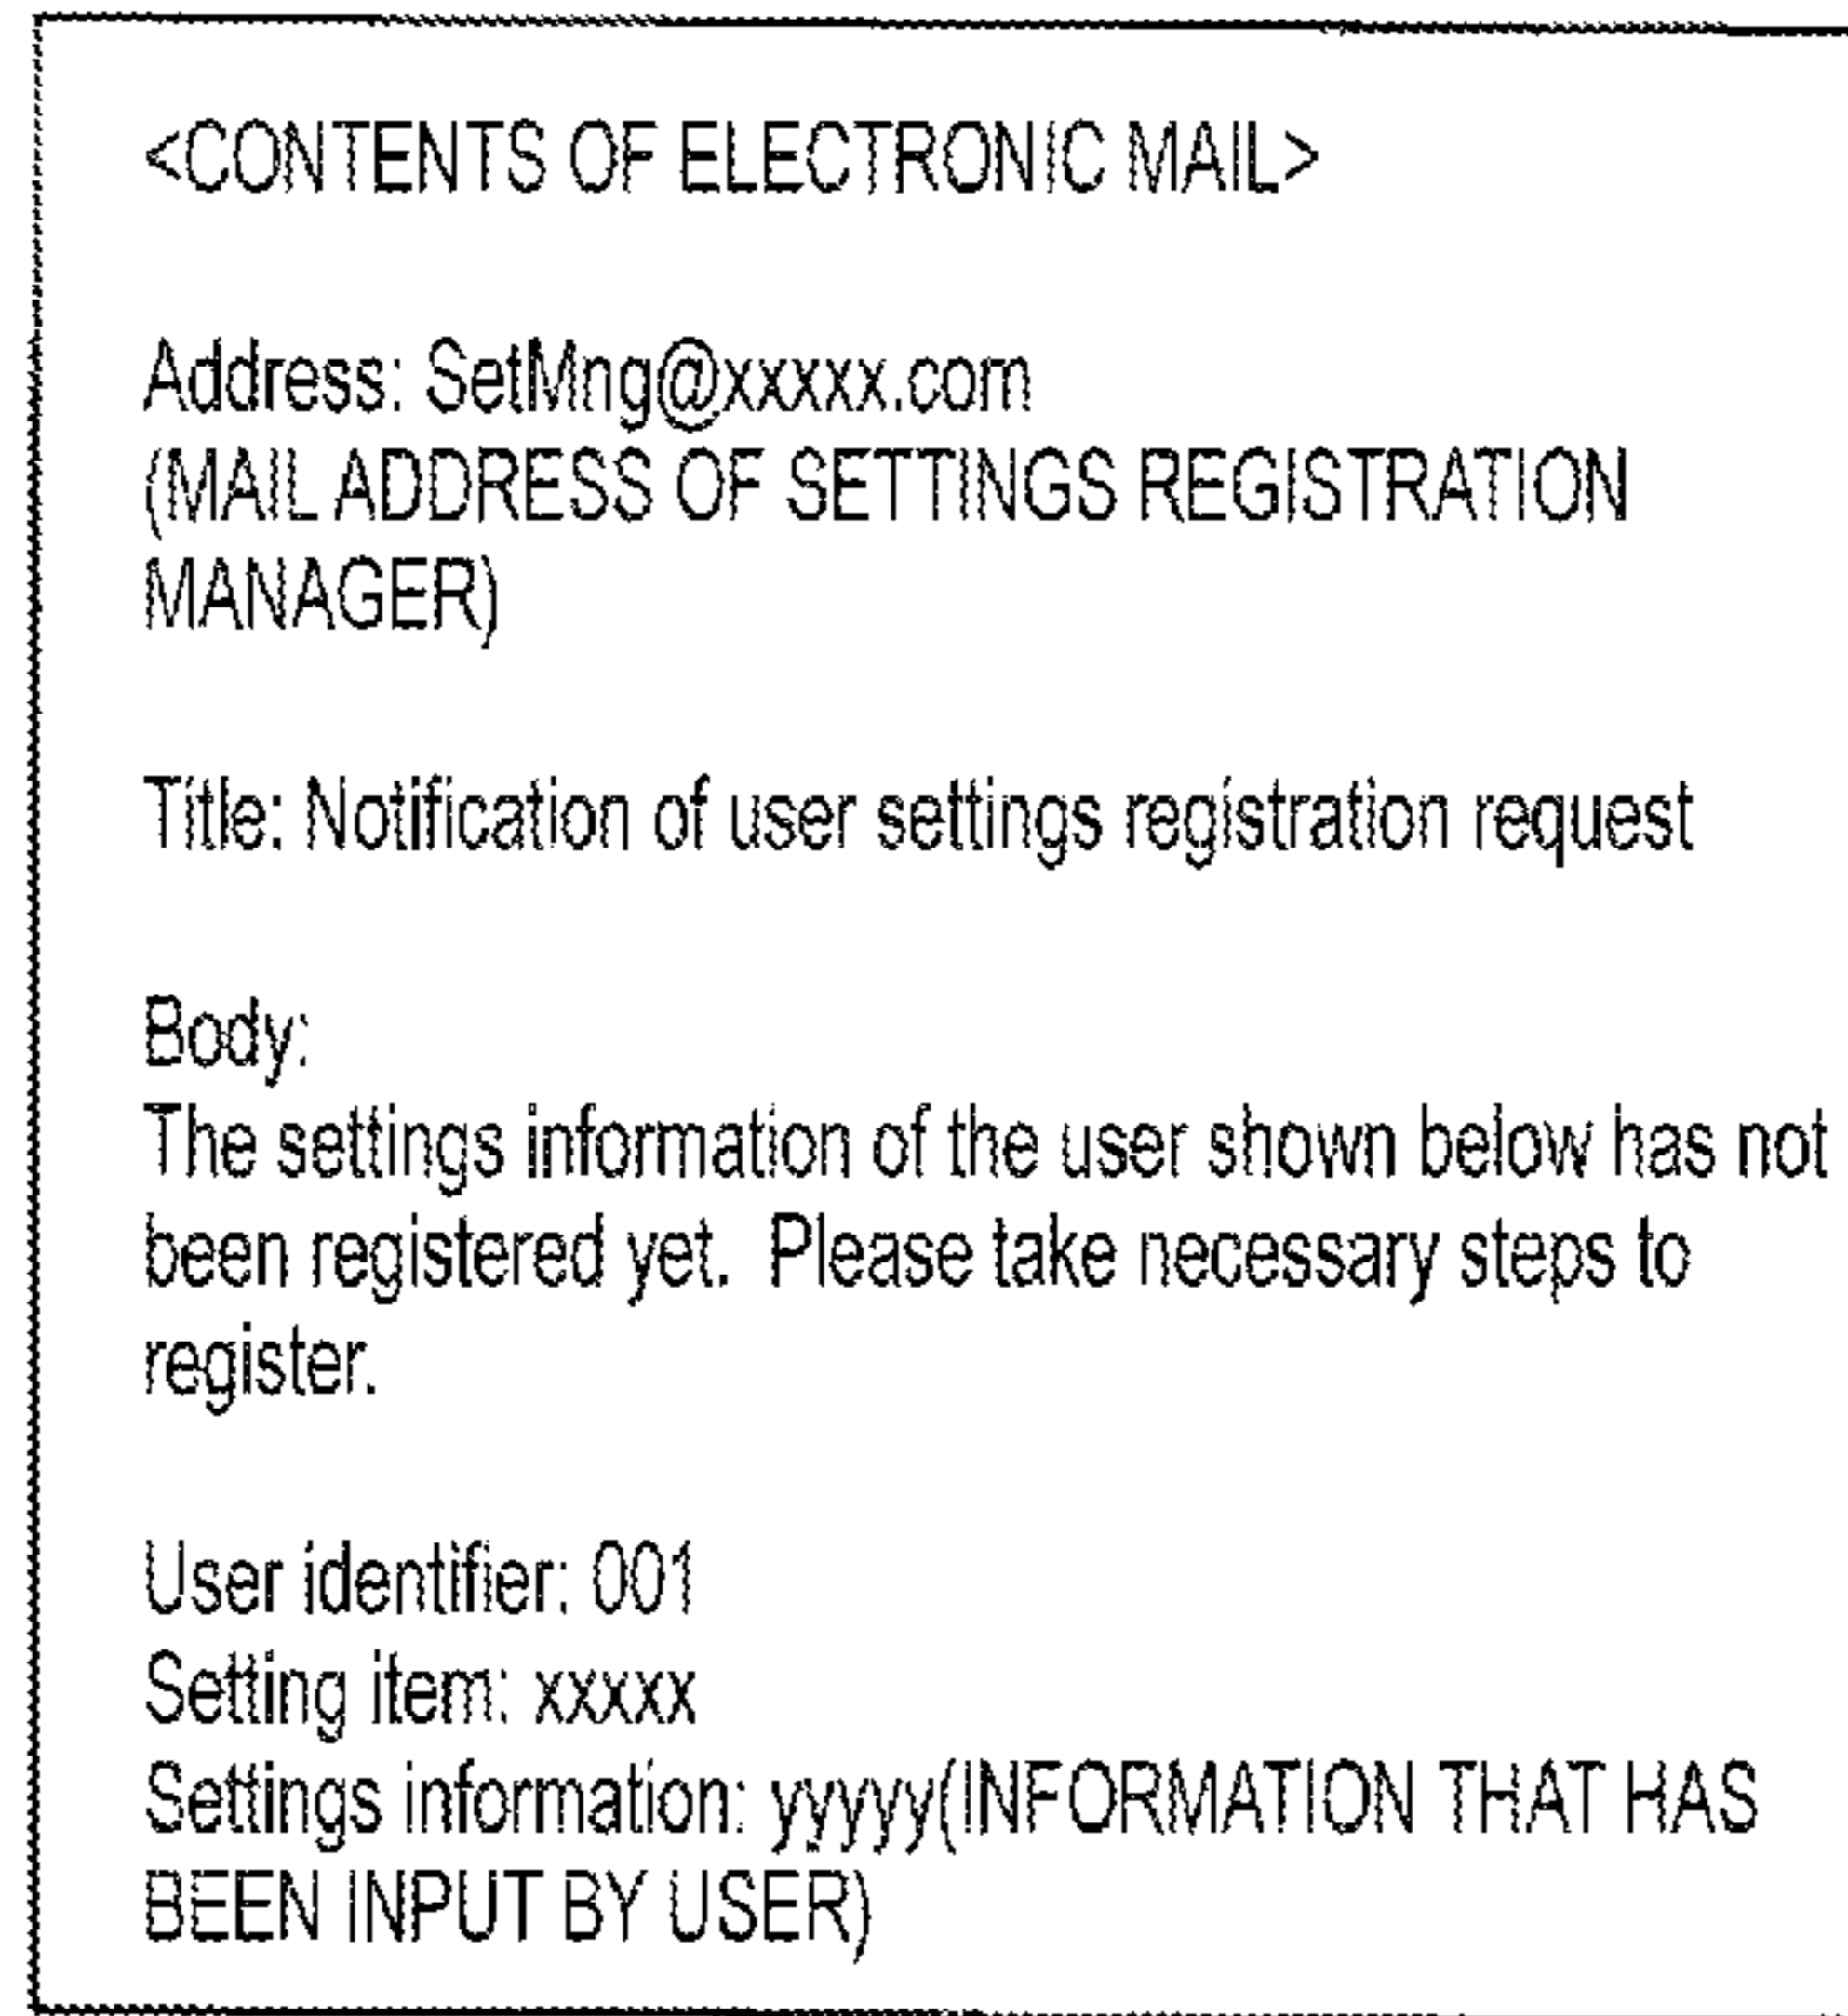 <CONTENTS OF ELECTRONIC MAIL>
Address: SetMng@xxxxx.com
(MAIL ADDRESS OF SETTINGS REGISTRATION
MANAGER)
Title: Notification of user settings registration request
Body:
The settings information of the user shown below has not
been registered yet.  Please take necessary steps to
register.
User identifier: 001
Setting item: xxxxx
Settings information: yyyyy(INFORMATION THAT HAS
BEEN INPUT BY USER)